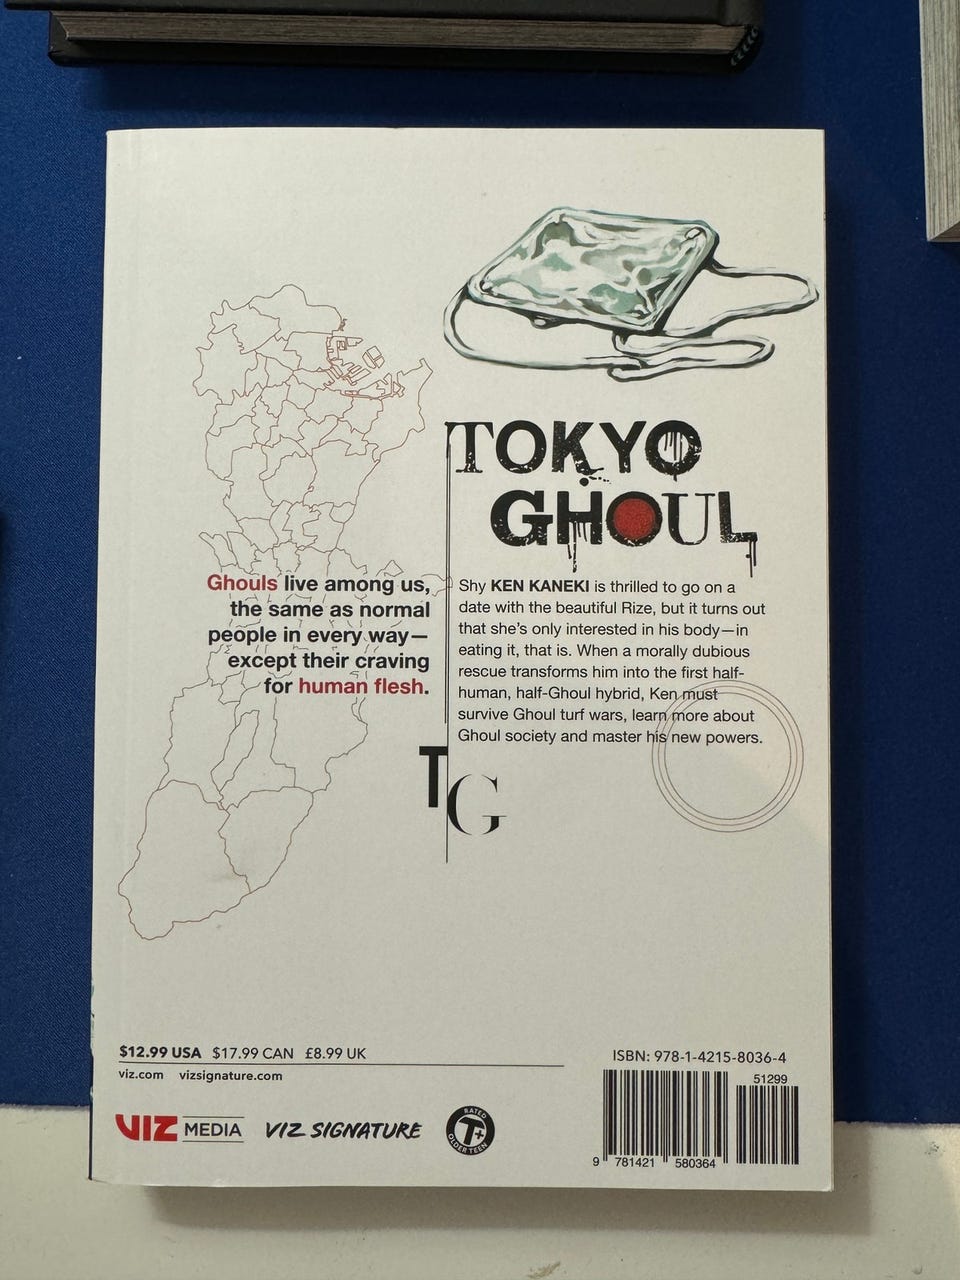 TOKYO
GHOUL
Ghouls live among us,
the same as normal
people in every way—
except their craving
for human flesh.
Shy KEN KANEKI is thrilled to go on a
date with the beautiful Rize, but it turns out
that she's only interested in his body—in
eating it, that is. When a morally dubious
rescue transforms him into the first half-
human, half-Ghoul hybrid, Ken must
survive Ghoul turf wars, learn more about
Ghoul society and master his new powers.
TG
$12.99 USA $17.99 CAN £8.99 UK
viz.com vizsignature.com
VIZ MEDIA VIZ SIGNATURE
RATED
T+
OLDER TEEN
ISBN: 978-1-4215-8036-4
51299
9 781421 580364